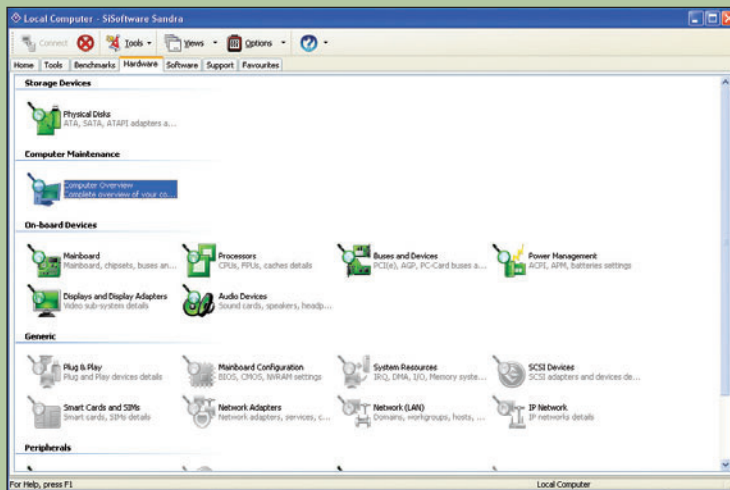 Local Computer - SiSoftware Sandra
Connect Tools Views Options
Home Tools Benchmarks Hardware Software Support Favourites
Storage Devices
Physical Disks
ATA, SATA, ATAPI adapters a...
Computer Maintenance
Computer Overview
Complete overview of your co...
On-board Devices
Mainboard
Mainboard, chipsets, buses an...
Processors
CPUs, FPUs, caches details
Buses and Devices
PCI(e), AGP, PC-Card buses a...
Power Management
ACPI, APM, batteries settings
Displays and Display Adapters
Video sub-system details
Audio Devices
Sound cards, speakers, headp...
Generic
Plug & Play
Plug and Play devices details
Mainboard Configuration
BIOS, CMOS, NVRAM settings
System Resources
IRQ, DMA, I/O, Memory syste...
SCSI Devices
SCSI adapters and devices de...
Smart Cards and SIMs
Smart cards, SIMs details
Network Adapters
Network adapters, services, c...
Network (LAN)
Domains, workgroups, hosts, ...
IP Network
IP networks details
Peripherals
For Help, press F1
Local Computer